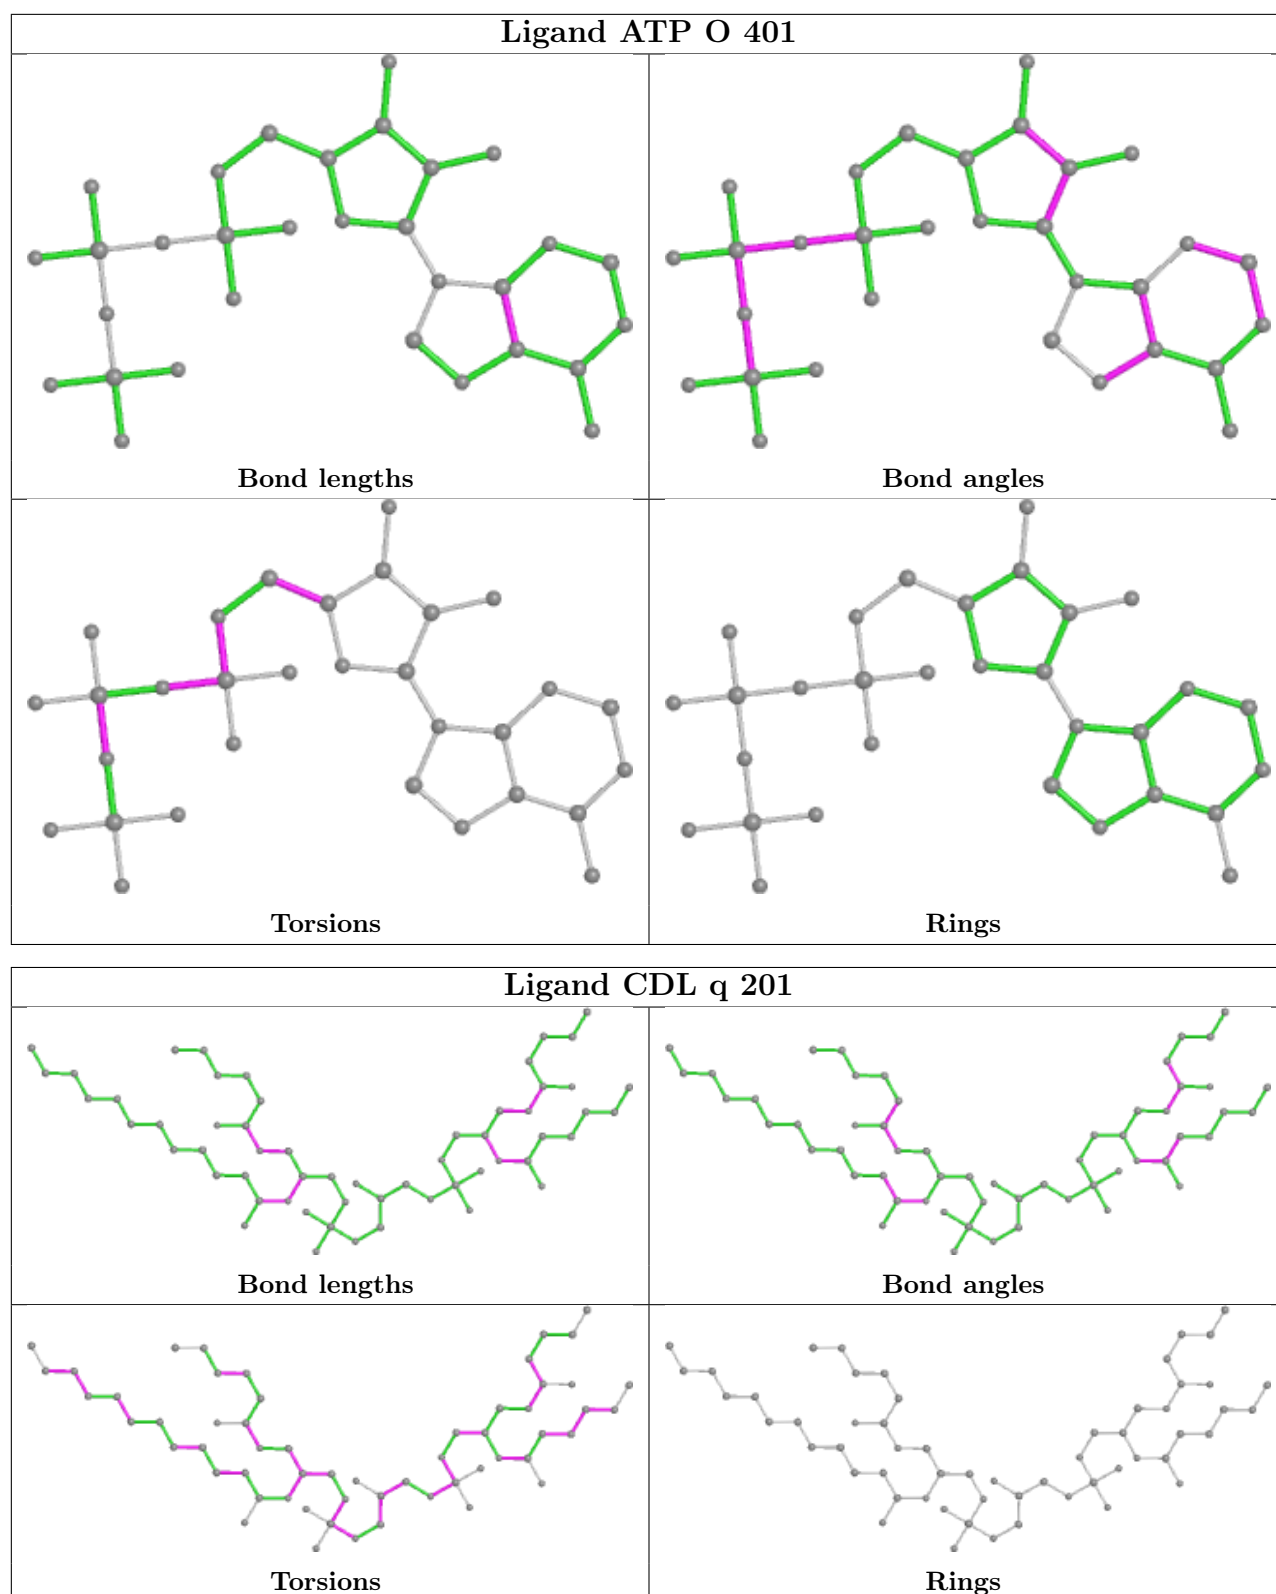 Ligand ATP O 401
Bond lengths
Bond angles
Torsions
Rings
Ligand CDL q 201
Bond lengths
Bond angles
Torsions
Rings